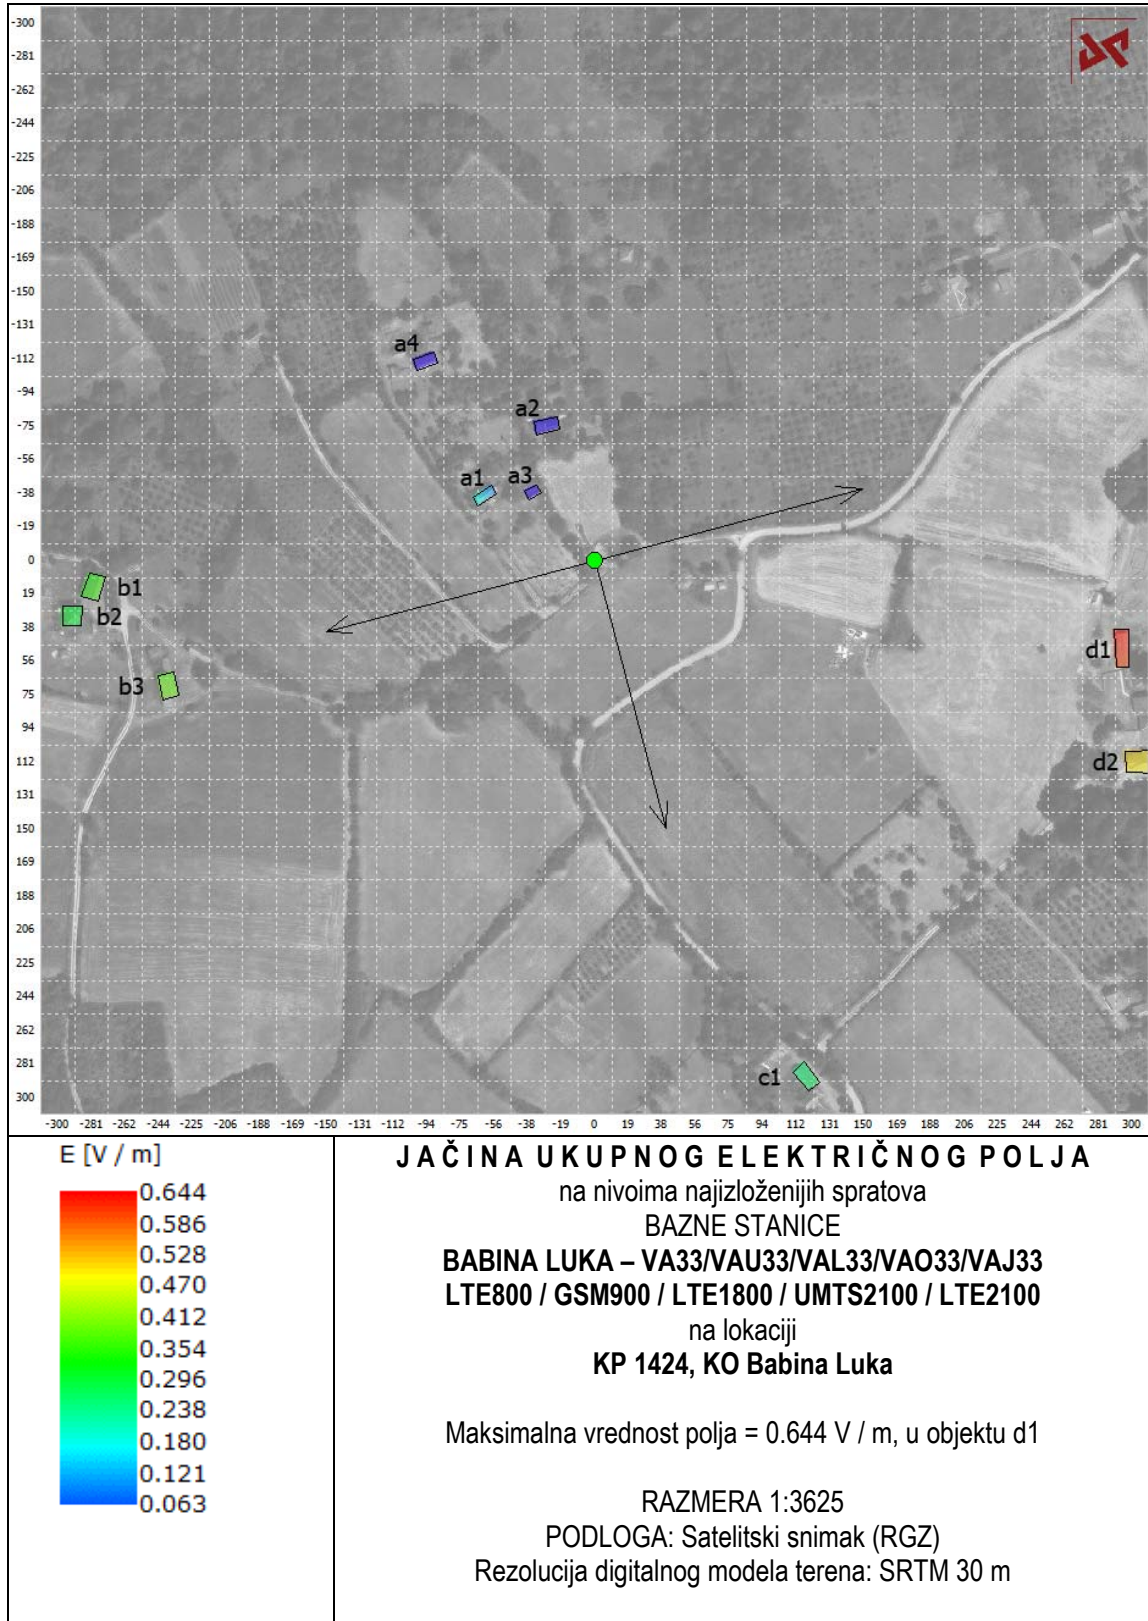 -300
-281
-262
-244
-225
-206
-188
-169
-150
-131
-112
-94
-75
-56
-38
-19
0
19
38
56
75
94
112
131
150
169
188
206
225
244
262
281
300
a4
a2
a1
a3
b1
b2
b3
d1
d2
c1
-300 -281 -262 -244 -225 -206 -188 -169 -150 -131 -112 -94 -75 -56 -38 -19 0 19 38 56 75 94 112 131 150 169 188 206 225 244 262 281 300
E [V / m]
0.644
0.586
0.528
0.470
0.412
0.354
0.296
0.238
0.180
0.121
0.063
JAČINA UKUPNOG ELEKTRIČNOG POLJA
na nivoima najizloženijih spratova
BAZNE STANICE
BABINA LUKA – VA33/VAU33/VAL33/VAO33/VAJ33
LTE800 / GSM900 / LTE1800 / UMTS2100 / LTE2100
na lokaciji
KP 1424, KO Babina Luka
Maksimalna vrednost polja = 0.644 V / m, u objektu d1
RAZMERA 1:3625
PODLOGA: Satelitski snimak (RGZ)
Rezolucija digitalnog modela terena: SRTM 30 m